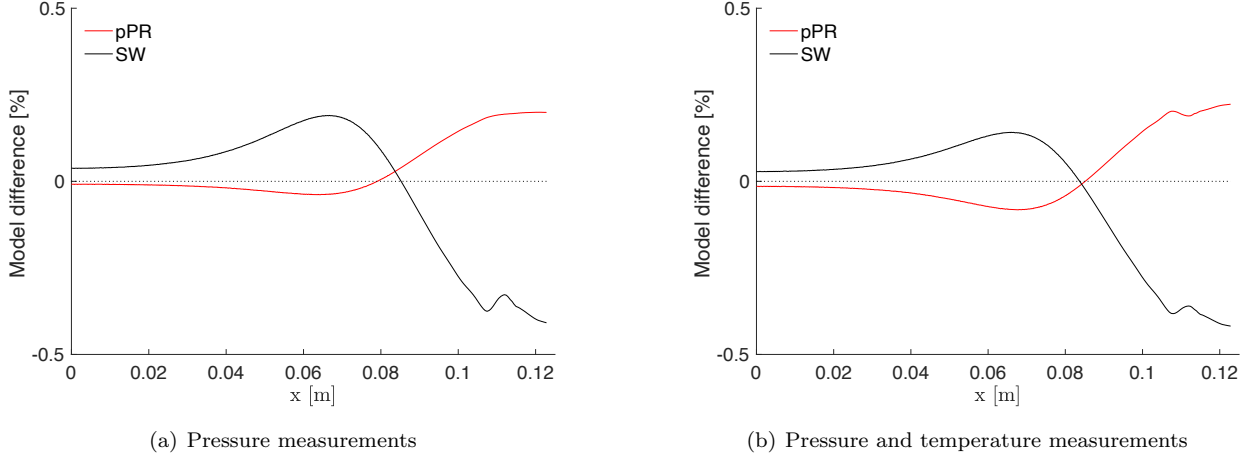 0.5
pPR
SW
Model difference [%]
0
-0.5
0
0.02
0.04
0.06
0.08
0.1
0.12
x [m]
(a) Pressure measurements
0.5
pPR
SW
Model difference [%]
0
-0.5
0
0.02
0.04
0.06
0.08
0.1
0.12
x [m]
(b) Pressure and temperature measurements